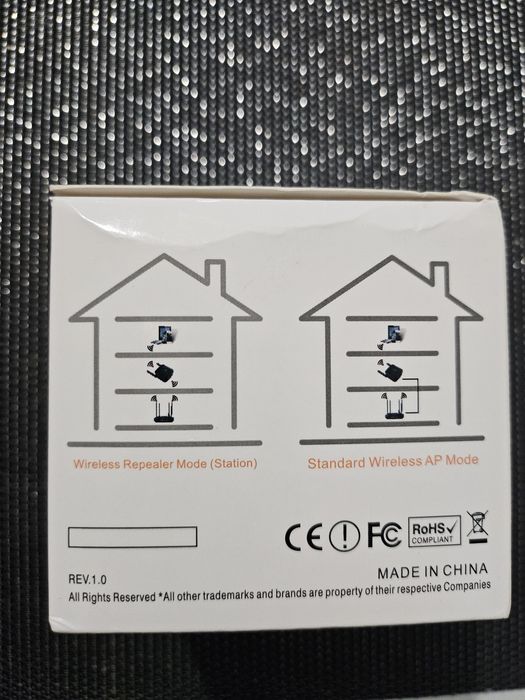 Wireless Repealer Mode (Station)
Standard Wireless AP Mode
CE FC RoHS
COMPLIANT
REV.1.0
MADE IN CHINA
All Rights Reserved *All other trademarks and brands are property of their respective Companies